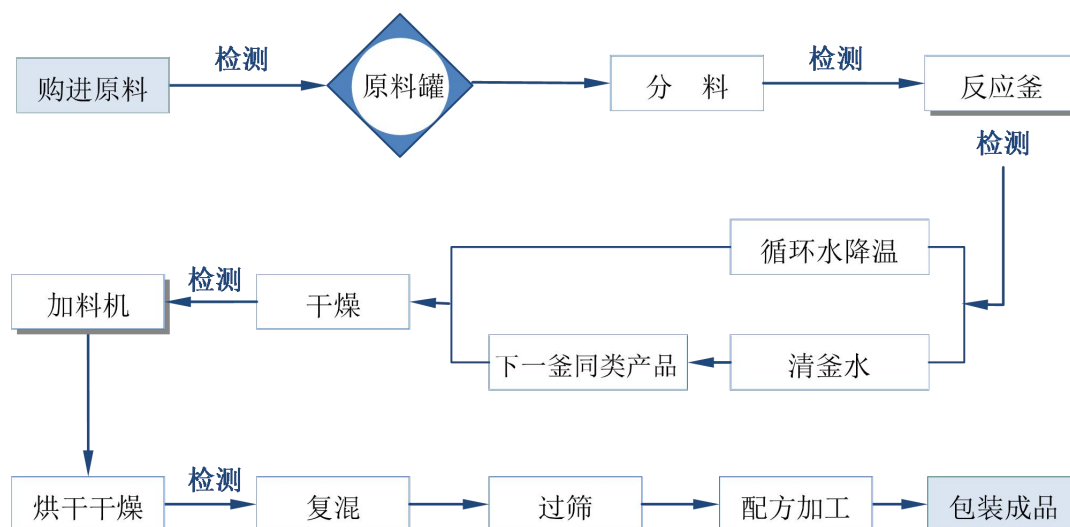 购进原料
检测
原料罐
分 料
检测
反应釜
检测
循环水降温
加料机
检测
干燥
下一釜同类产品
清釜水
烘干干燥
检测
复混
过筛
配方加工
包装成品